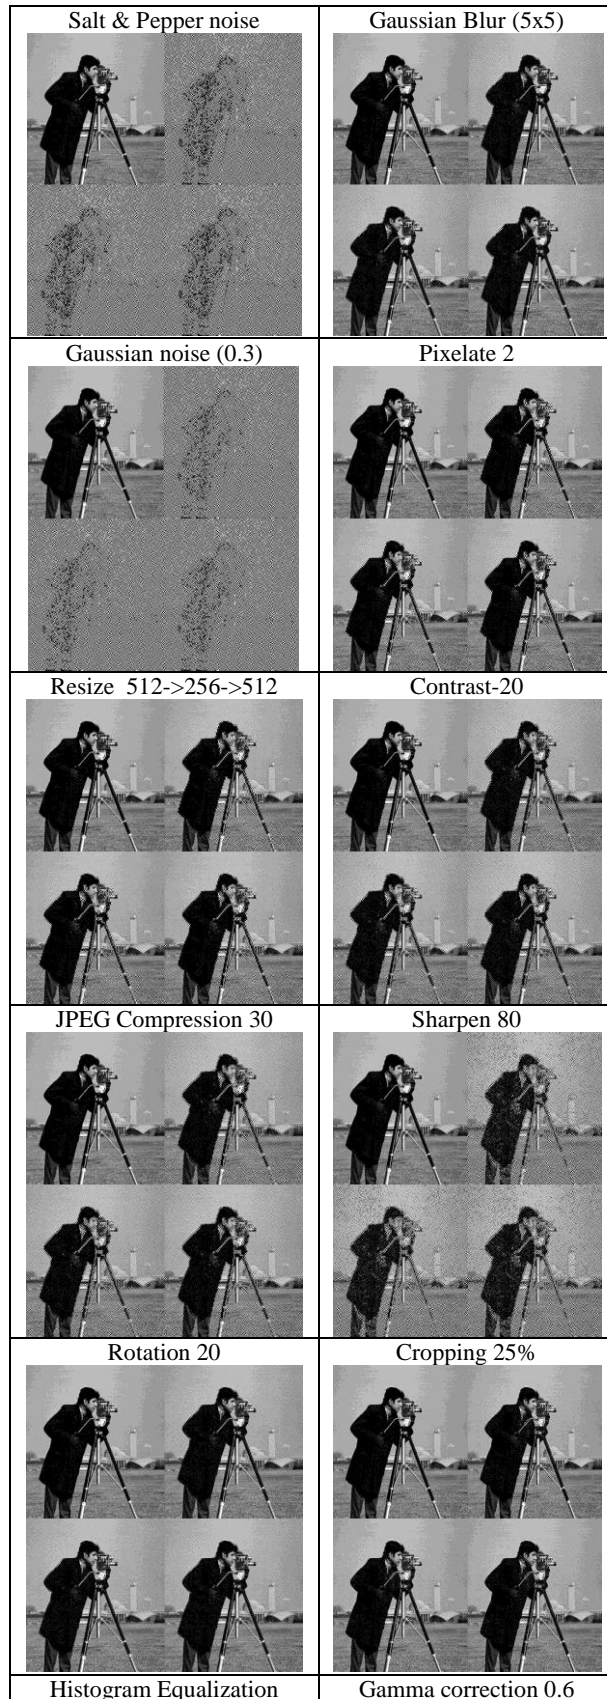 Salt & Pepper noise
Gaussian Blur (5x5)
Gaussian noise (0.3)
Pixelate 2
Resize  512->256->512
Contrast-20
JPEG Compression 30
Sharpen 80
Rotation 20
Cropping 25%
Histogram Equalization
Gamma correction 0.6